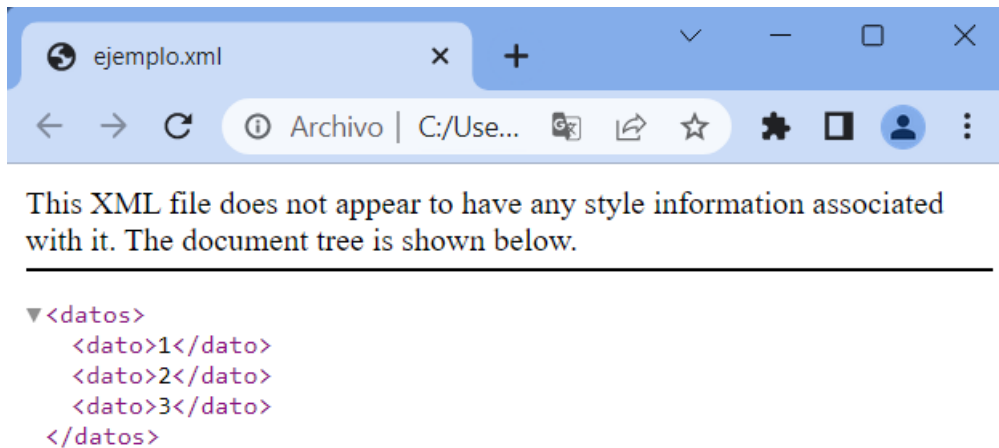 ejemplo.xml
Archivo | C:/Use...
This XML file does not appear to have any style information associated
with it. The document tree is shown below.
▼<datos>
<dato>1</dato>
<dato>2</dato>
<dato>3</dato>
</datos>